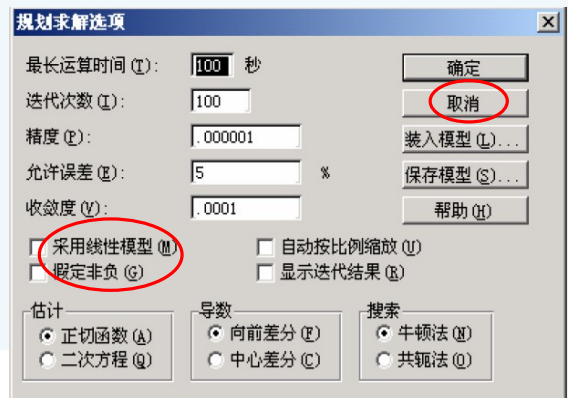 规划求解选项
最长运算时间(T): 100 秒 确定
迭代次数(I): 100 取消
精度(P): .000001 装入模型(L)...
允许误差(E): 5 % 保存模型(S)...
收敛度(V): .0001 帮助(H)
采用线性模型(M) 自动按比例缩放(U)
假定非负(G) 显示迭代结果(R)
估计 导数 搜索
正切函数(A) 向前差分(F) 牛顿法(N)
二次方程(Q) 中心差分(C) 共轭法(O)